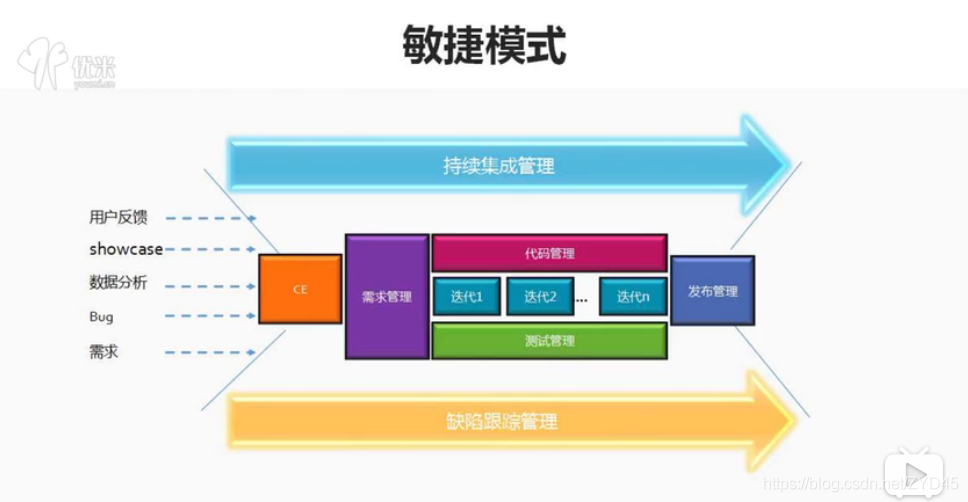 敏捷模式
优米
youmi.cn
持续集成管理
用户反馈
showcase
数据分析
Bug
需求
CE
需求管理
代码管理
迭代1
迭代2
....
迭代n
测试管理
发布管理
缺陷跟踪管理
https://blog.csdn.net/ZYD45